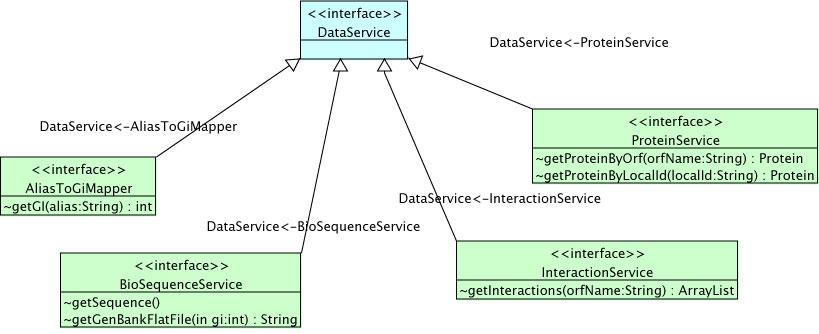 <<interface>>
DataService
DataService<-ProteinService
DataService<-AliasToGiMapper
<<interface>>
ProteinService
~getProteinByOrf(orfName:String) : Protein
~getProteinByLocalId(localId:String) : Protein
<<interface>>
AliasToGiMapper
~getGI(alias:String) : int
DataService<-InteractionService
DataService<-BioSequenceService
<<interface>>
InteractionService
~getInteractions(orfName:String) : ArrayList
<<interface>>
BioSequenceService
~getSequence()
~getGenBankFlatFile(in gi:int) : String